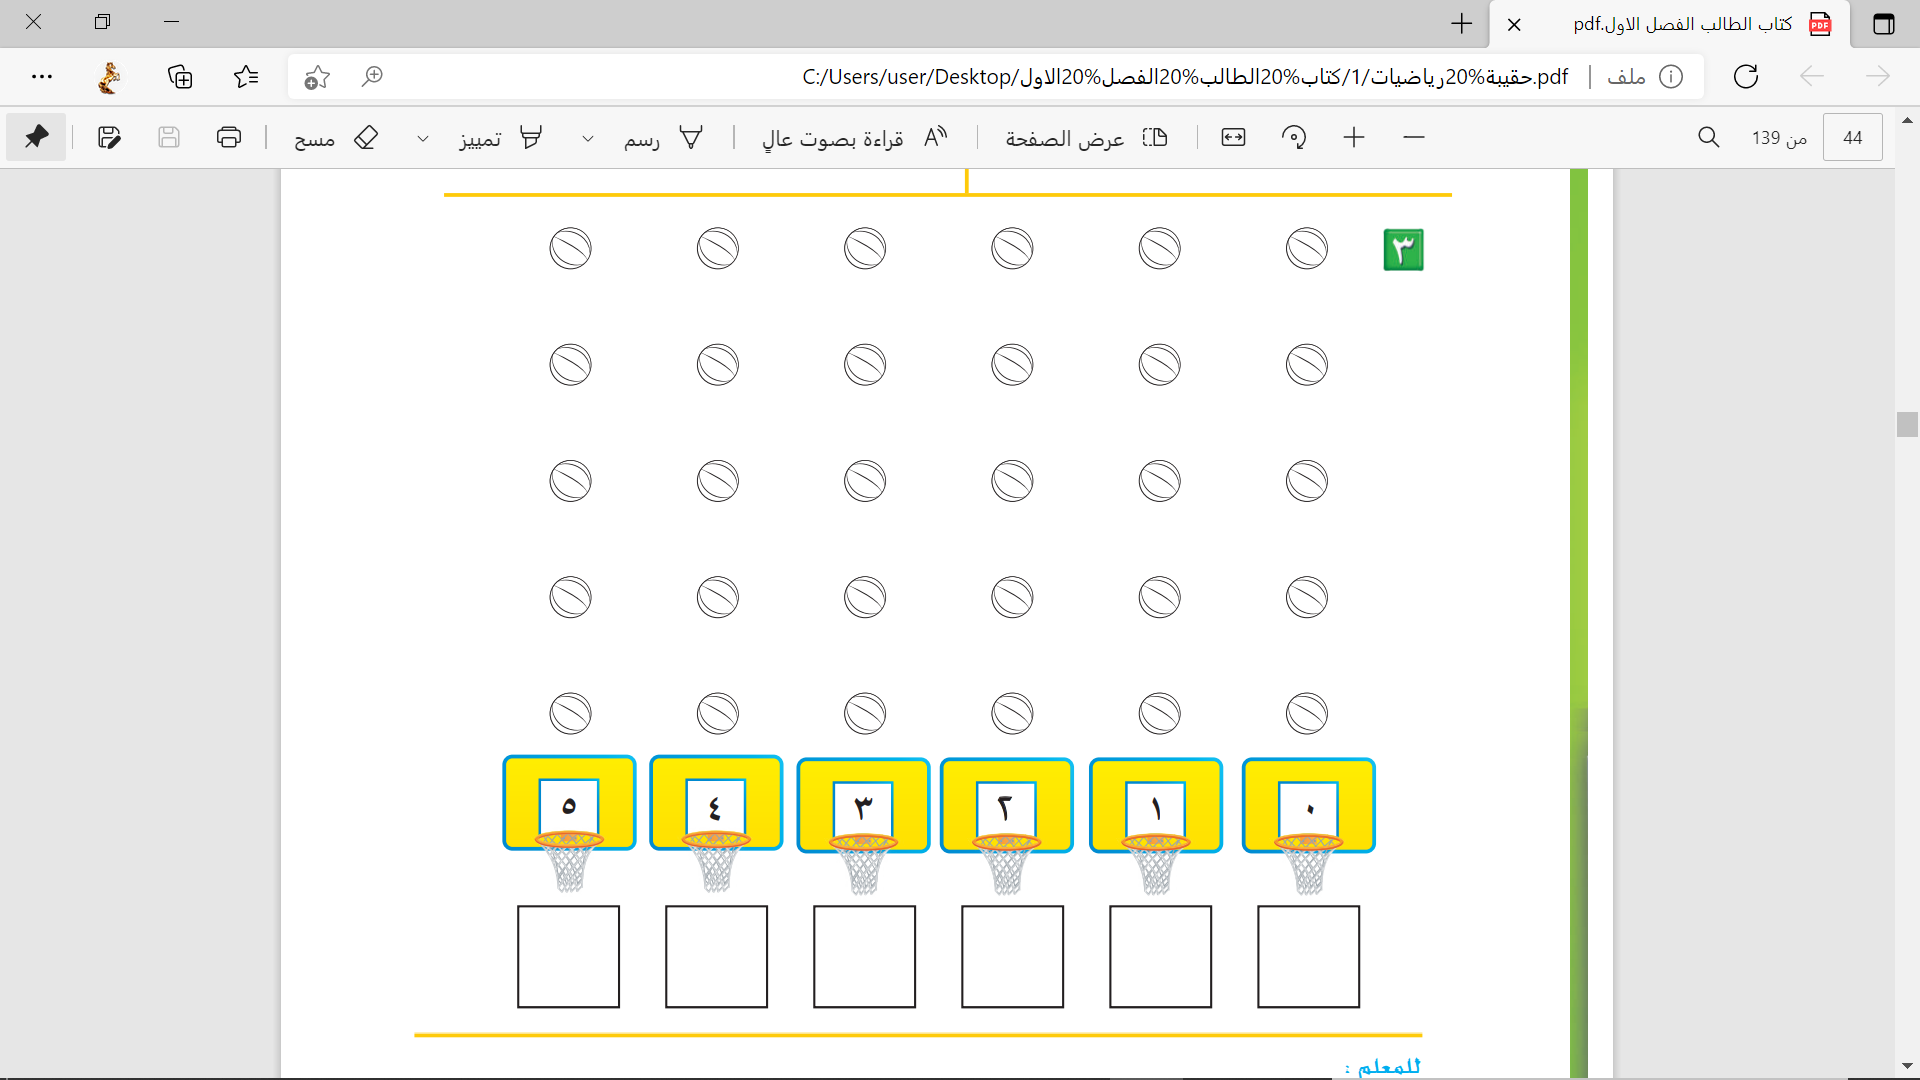 كتاب الطالب الفصل الاول.pdf
ملف | C:/Users/user/Desktop/حقيبة%20رياضيات/1/كتاب%20الطالب%20الفصل%20الاول.pdf
44 من 139 عرض الصفحة قراءة بصوت عالٍ رسم تمييز مسح
٣
٠ ١ ٢ ٣ ٤ ٥
للمعلم :